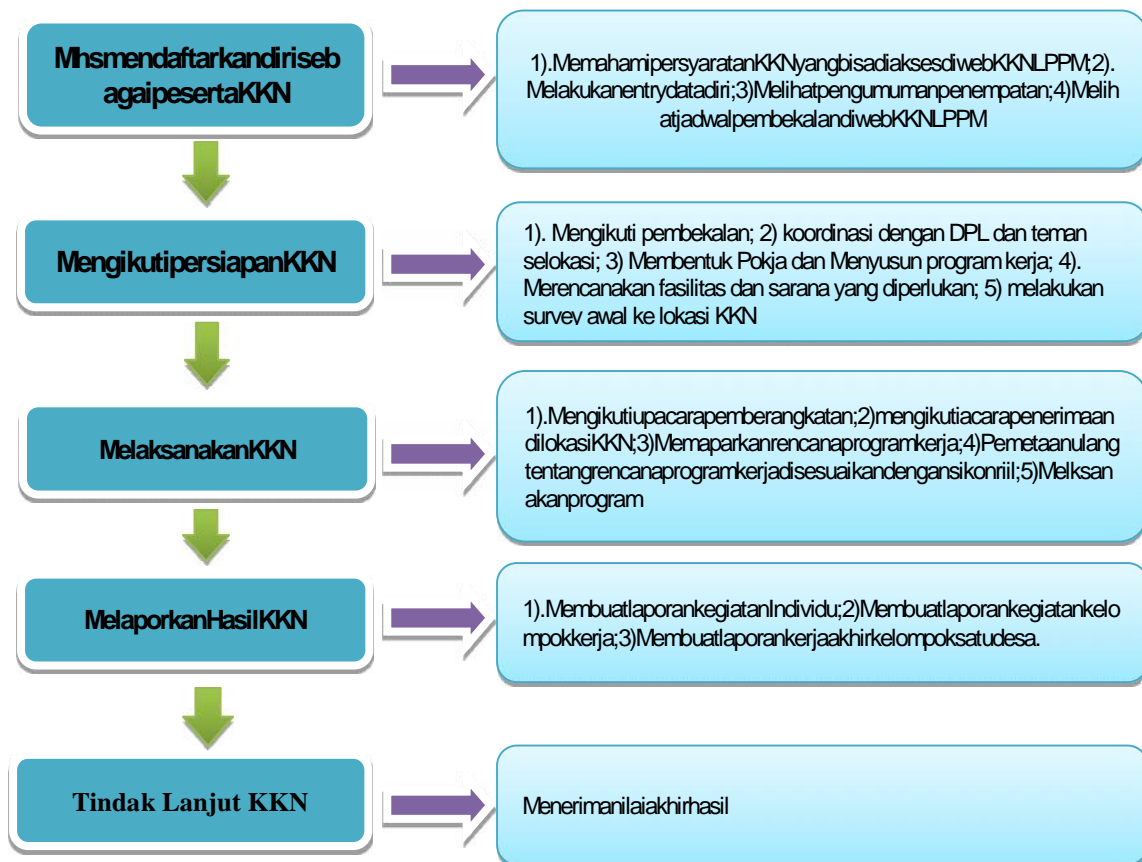 Mhsmendaftarkandiriseb
agaipesertaKKN
1).MemahamipersyaratanKKNyangbisadiaksesdiwebKKNLPPM;2).
Melakukanentrydatadiri;3)Melihatpengumumanpenempatan;4)Melih
atjadwalpembekalandiwebKKNLPPM
MengikutipersiapanKKN
1). Mengikuti pembekalan; 2) koordinasi dengan DPL dan teman
selokasi; 3) Membentuk Pokja dan Menyusun program kerja; 4).
Merencanakan fasilitas dan sarana yang diperlukan; 5) melakukan
survey awal ke lokasi KKN
MelaksanakanKKN
1).Mengikutiupacarapemberangkatan;2)mengikutiacarapenerimaan
dilokasiKKN;3)Memaparkanrencanaprogramkerja;4)Pemetaanulang
tentangrencanaprogramkerjadisesuaikandengansikonriil;5)Melksan
akanprogram
MelaporkanHasilKKN
1).MembuatlaporankegiatanIndividu;2)Membuatlaporankegiatankelo
mpokkerja;3)Membuatlaporankerjaakhirkelompoksatudesa.
Tindak Lanjut KKN
Menerimanilaiakhirhasil